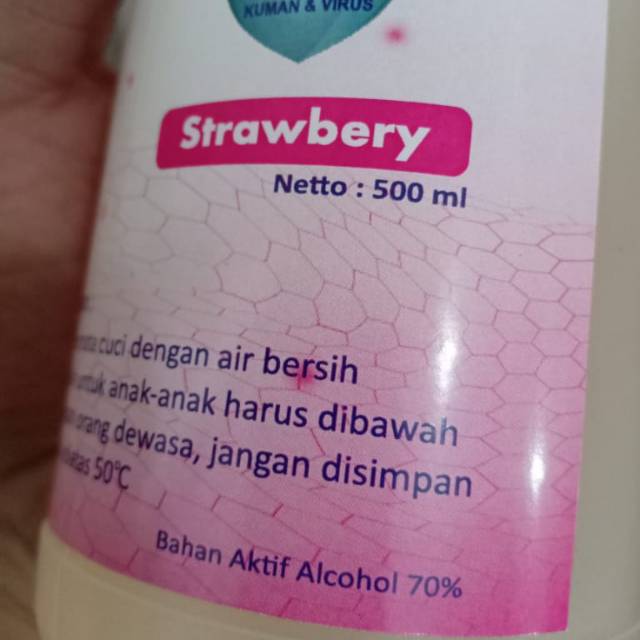 KUMAN & VIRUS
Strawbery
Netto : 500 ml
cuci dengan air bersih
untuk anak-anak harus dibawah
orang dewasa, jangan disimpan
50°C
Bahan Aktif Alcohol 70%